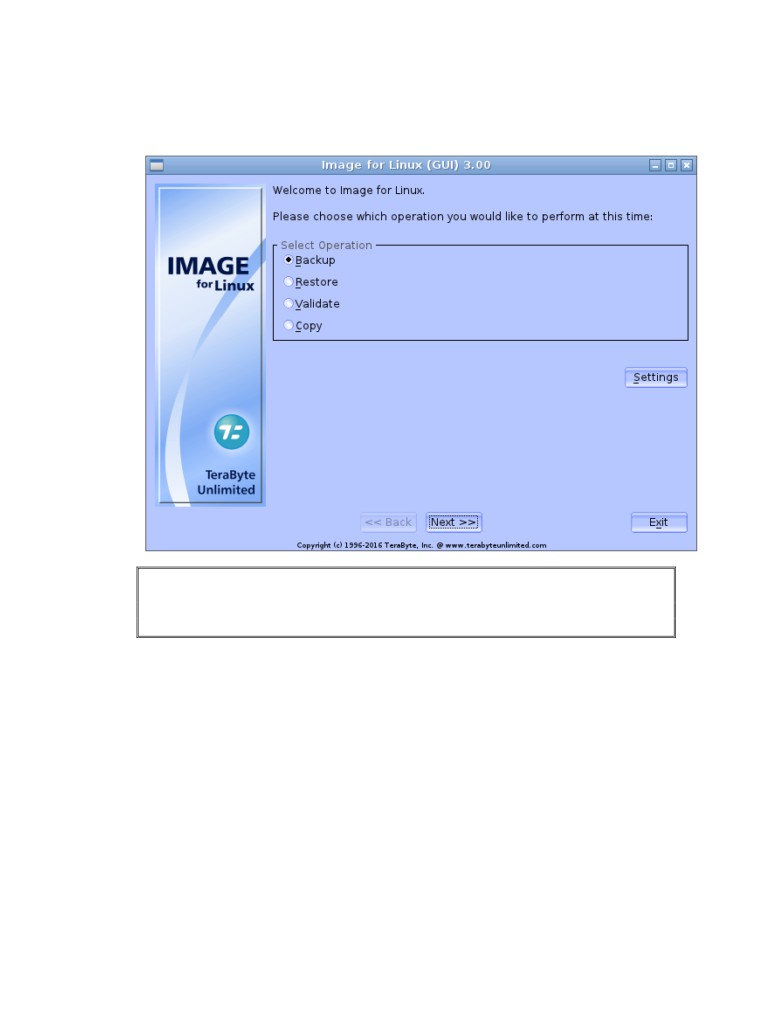 Image for Linux (GUI) 3.00
Welcome to Image for Linux.
Please choose which operation you would like to perform at this time:
Select Operation
Backup
Restore
Validate
Copy
IMAGE
for Linux
Settings
TeraByte
Unlimited
<< Back
Next >>
Exit
Copyright (c) 1996-2016 TeraByte, Inc. @ www.terabyteunlimited.com